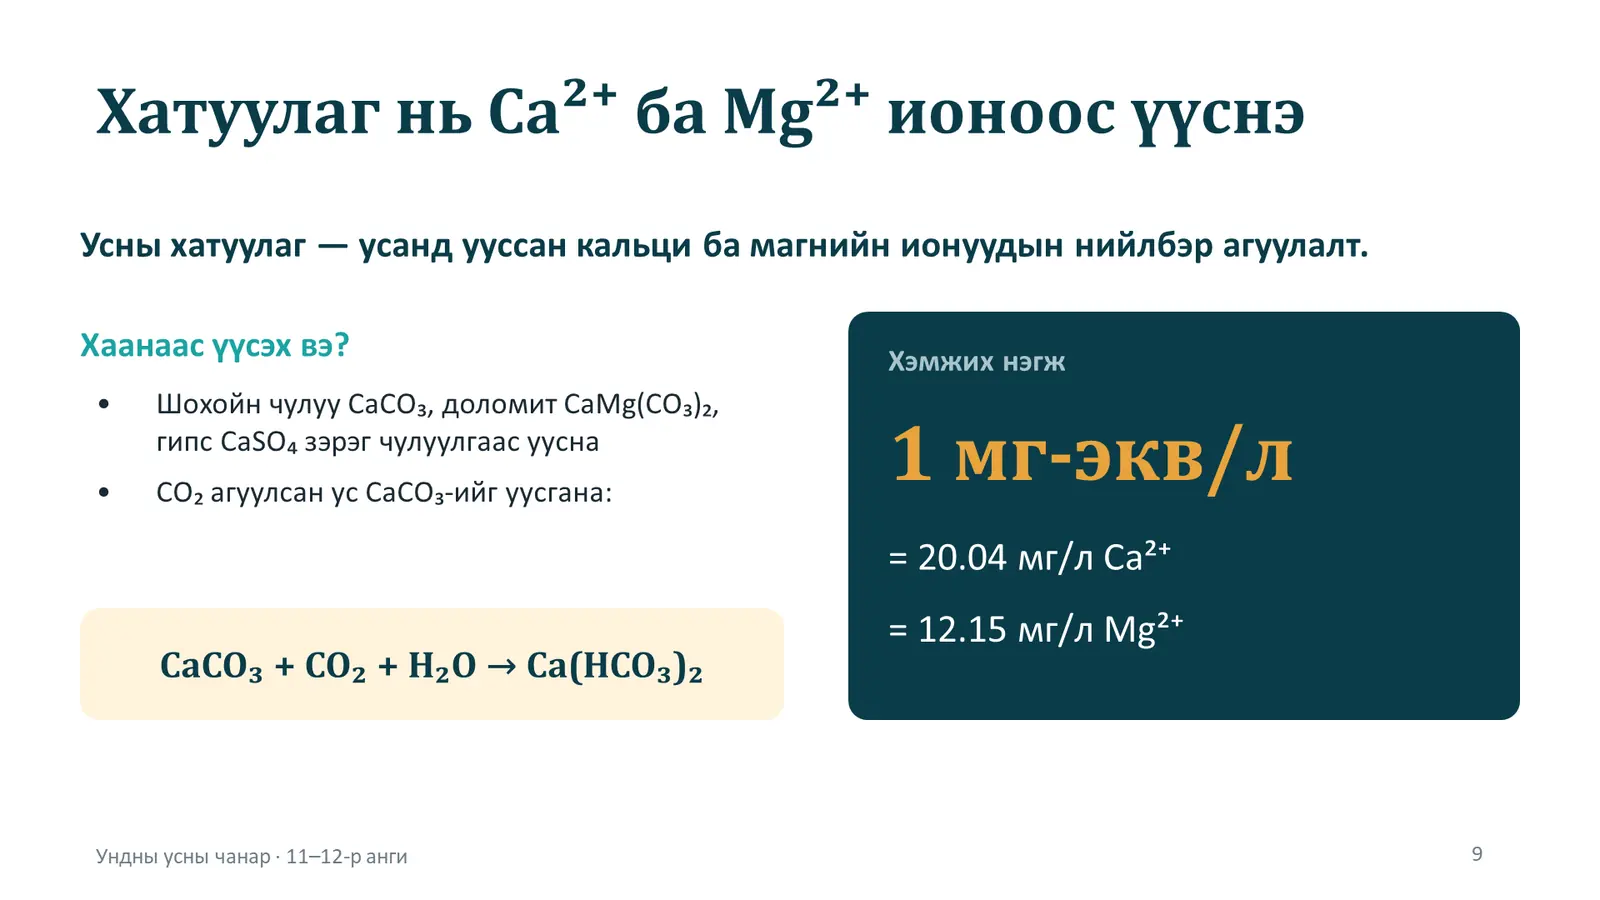 Хатуулаг нь Ca²⁺ ба Mg²⁺ ионоос үүснэ
Усны хатуулаг — усанд ууссан кальци ба магнийн ионуудын нийлбэр агуулалт.
Хаанаас үүсэх вэ?
• Шохойн чулуу CaCO₃, доломит CaMg(CO₃)₂,
гипс CaSO₄ зэрэг чулуулгаас уусна
• CO₂ агуулсан ус CaCO₃-ийг уусгана:
CaCO₃ + CO₂ + H₂O → Ca(HCO₃)₂
Хэмжих нэгж
1 мг-экв/л
= 20.04 мг/л Ca²⁺
= 12.15 мг/л Mg²⁺
Ундны усны чанар · 11–12-р анги
9